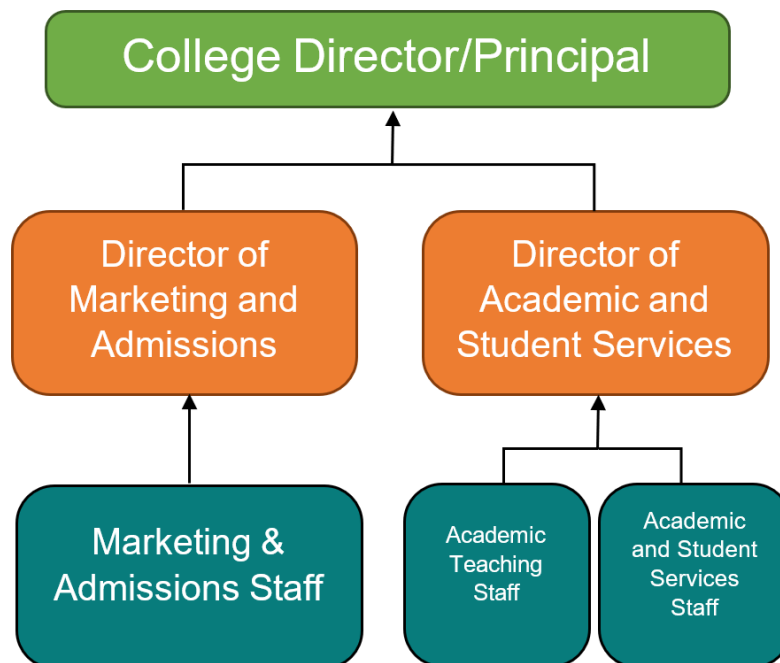 College Director/Principal
Director of
Marketing and
Admissions
Director of
Academic and
Student Services
Marketing &
Admissions Staff
Academic
Teaching
Staff
Academic
and Student
Services
Staff